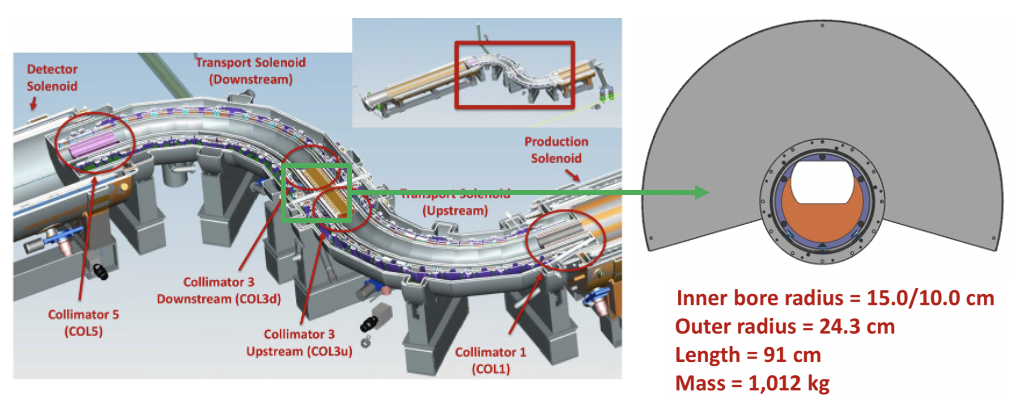 Detector
Solenoid
Transport Solenoid
(Downstream)
Production
Solenoid
Transport Solenoid
(Upstream)
Collimator 3
Downstream (COL3d)
Collimator 5
(COL5)
Collimator 3
Upstream (COL3u)
Collimator 1
(COL1)
Inner bore radius = 15.0/10.0 cm
Outer radius = 24.3 cm
Length = 91 cm
Mass = 1,012 kg